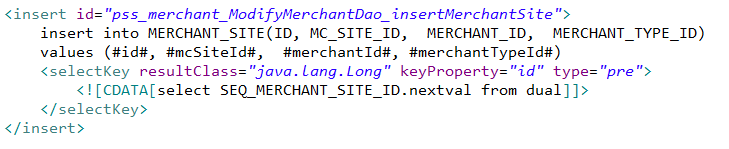 <insert id="pss_merchant_ModifyMerchantDao_insertMerchantSite">
insert into MERCHANT_SITE(ID, MC_SITE_ID,  MERCHANT_ID,  MERCHANT_TYPE_ID)
values (#id#, #mcSiteId#,  #merchantId#, #merchantTypeId#)
<selectKey resultClass="java.lang.Long" keyProperty="id" type="pre">
<![CDATA[select SEQ_MERCHANT_SITE_ID.nextval from dual]]>
</selectKey>
</insert>